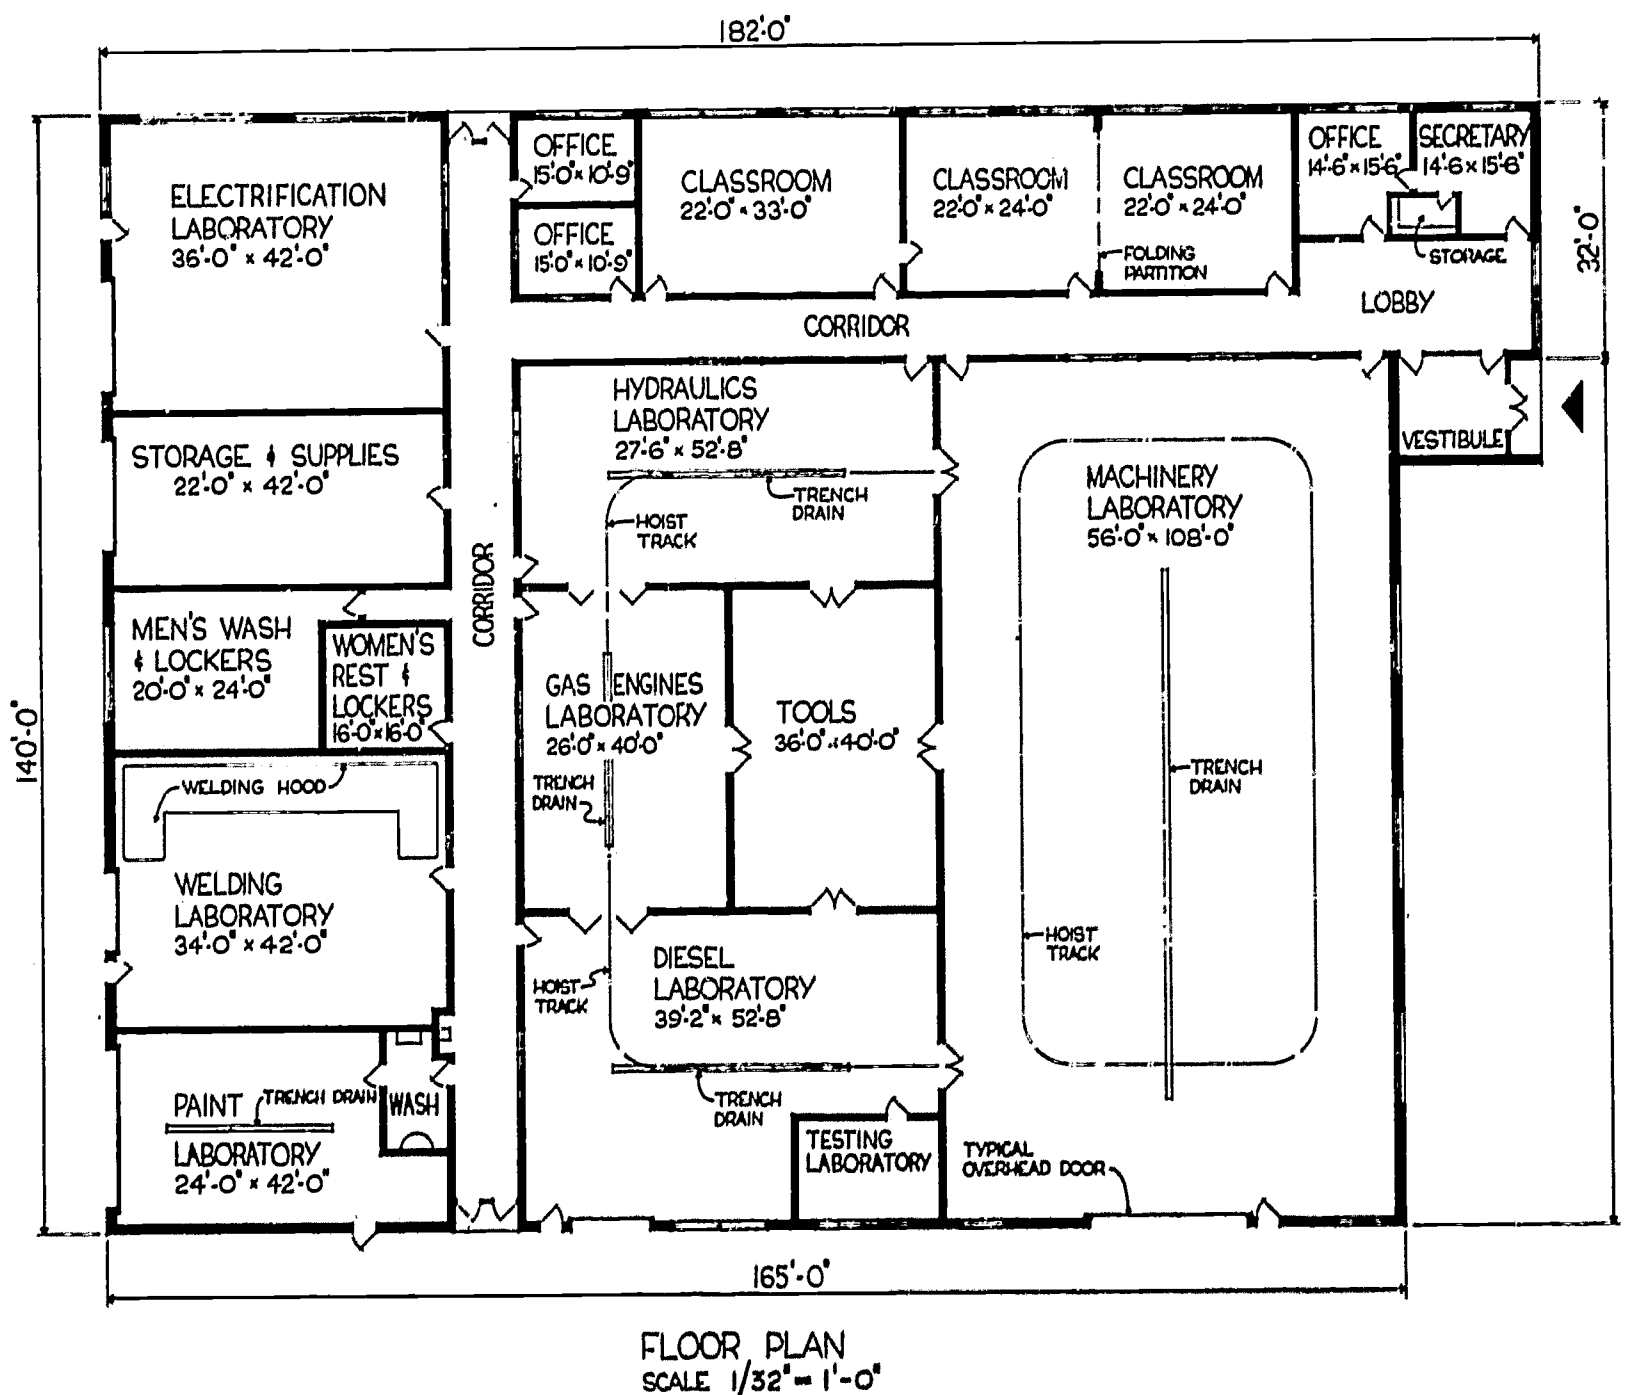 182'-0"
OFFICE
15'-0" x 10'-9"
OFFICE
15'-0" x 10'-9"
CLASSROOM
22'-0" x 33'-0"
CLASSROOM
22'-0" x 24'-0"
CLASSROOM
22'-0" x 24'-0"
FOLDING
PARTITION
OFFICE
14'-6" x 15'-6"
SECRETARY
14'-6 x 15'-6"
STORAGE
LOBBY
32'-0"
ELECTRIFICATION
LABORATORY
36'-0" x 42'-0"
CORRIDOR
HYDRAULICS
LABORATORY
27'-6" x 52'-8"
TRENCH
DRAIN
HOIST
TRACK
VESTIBULE
MACHINERY
LABORATORY
56'-0" x 108'-0"
STORAGE & SUPPLIES
22'-0" x 42'-0"
CORRIDOR
MEN'S WASH
& LOCKERS
20'-0" x 24'-0"
WOMEN'S
REST &
LOCKERS
16'-0" x 16'-0"
GAS ENGINES
LABORATORY
26'-0" x 40'-0"
TOOLS
36'-0" x 40'-0"
TRENCH
DRAIN
TRENCH
DRAIN
140'-0"
WELDING HOOD
WELDING
LABORATORY
34'-0" x 42'-0"
HOIST
TRACK
DIESEL
LABORATORY
39'-2" x 52'-8"
HOIST
TRACK
TRENCH
DRAIN
PAINT
TRENCH DRAIN
LABORATORY
24'-0" x 42'-0"
WASH
TESTING
LABORATORY
TYPICAL
OVERHEAD DOOR
165'-0"
FLOOR PLAN
SCALE 1/32" = 1'-0"